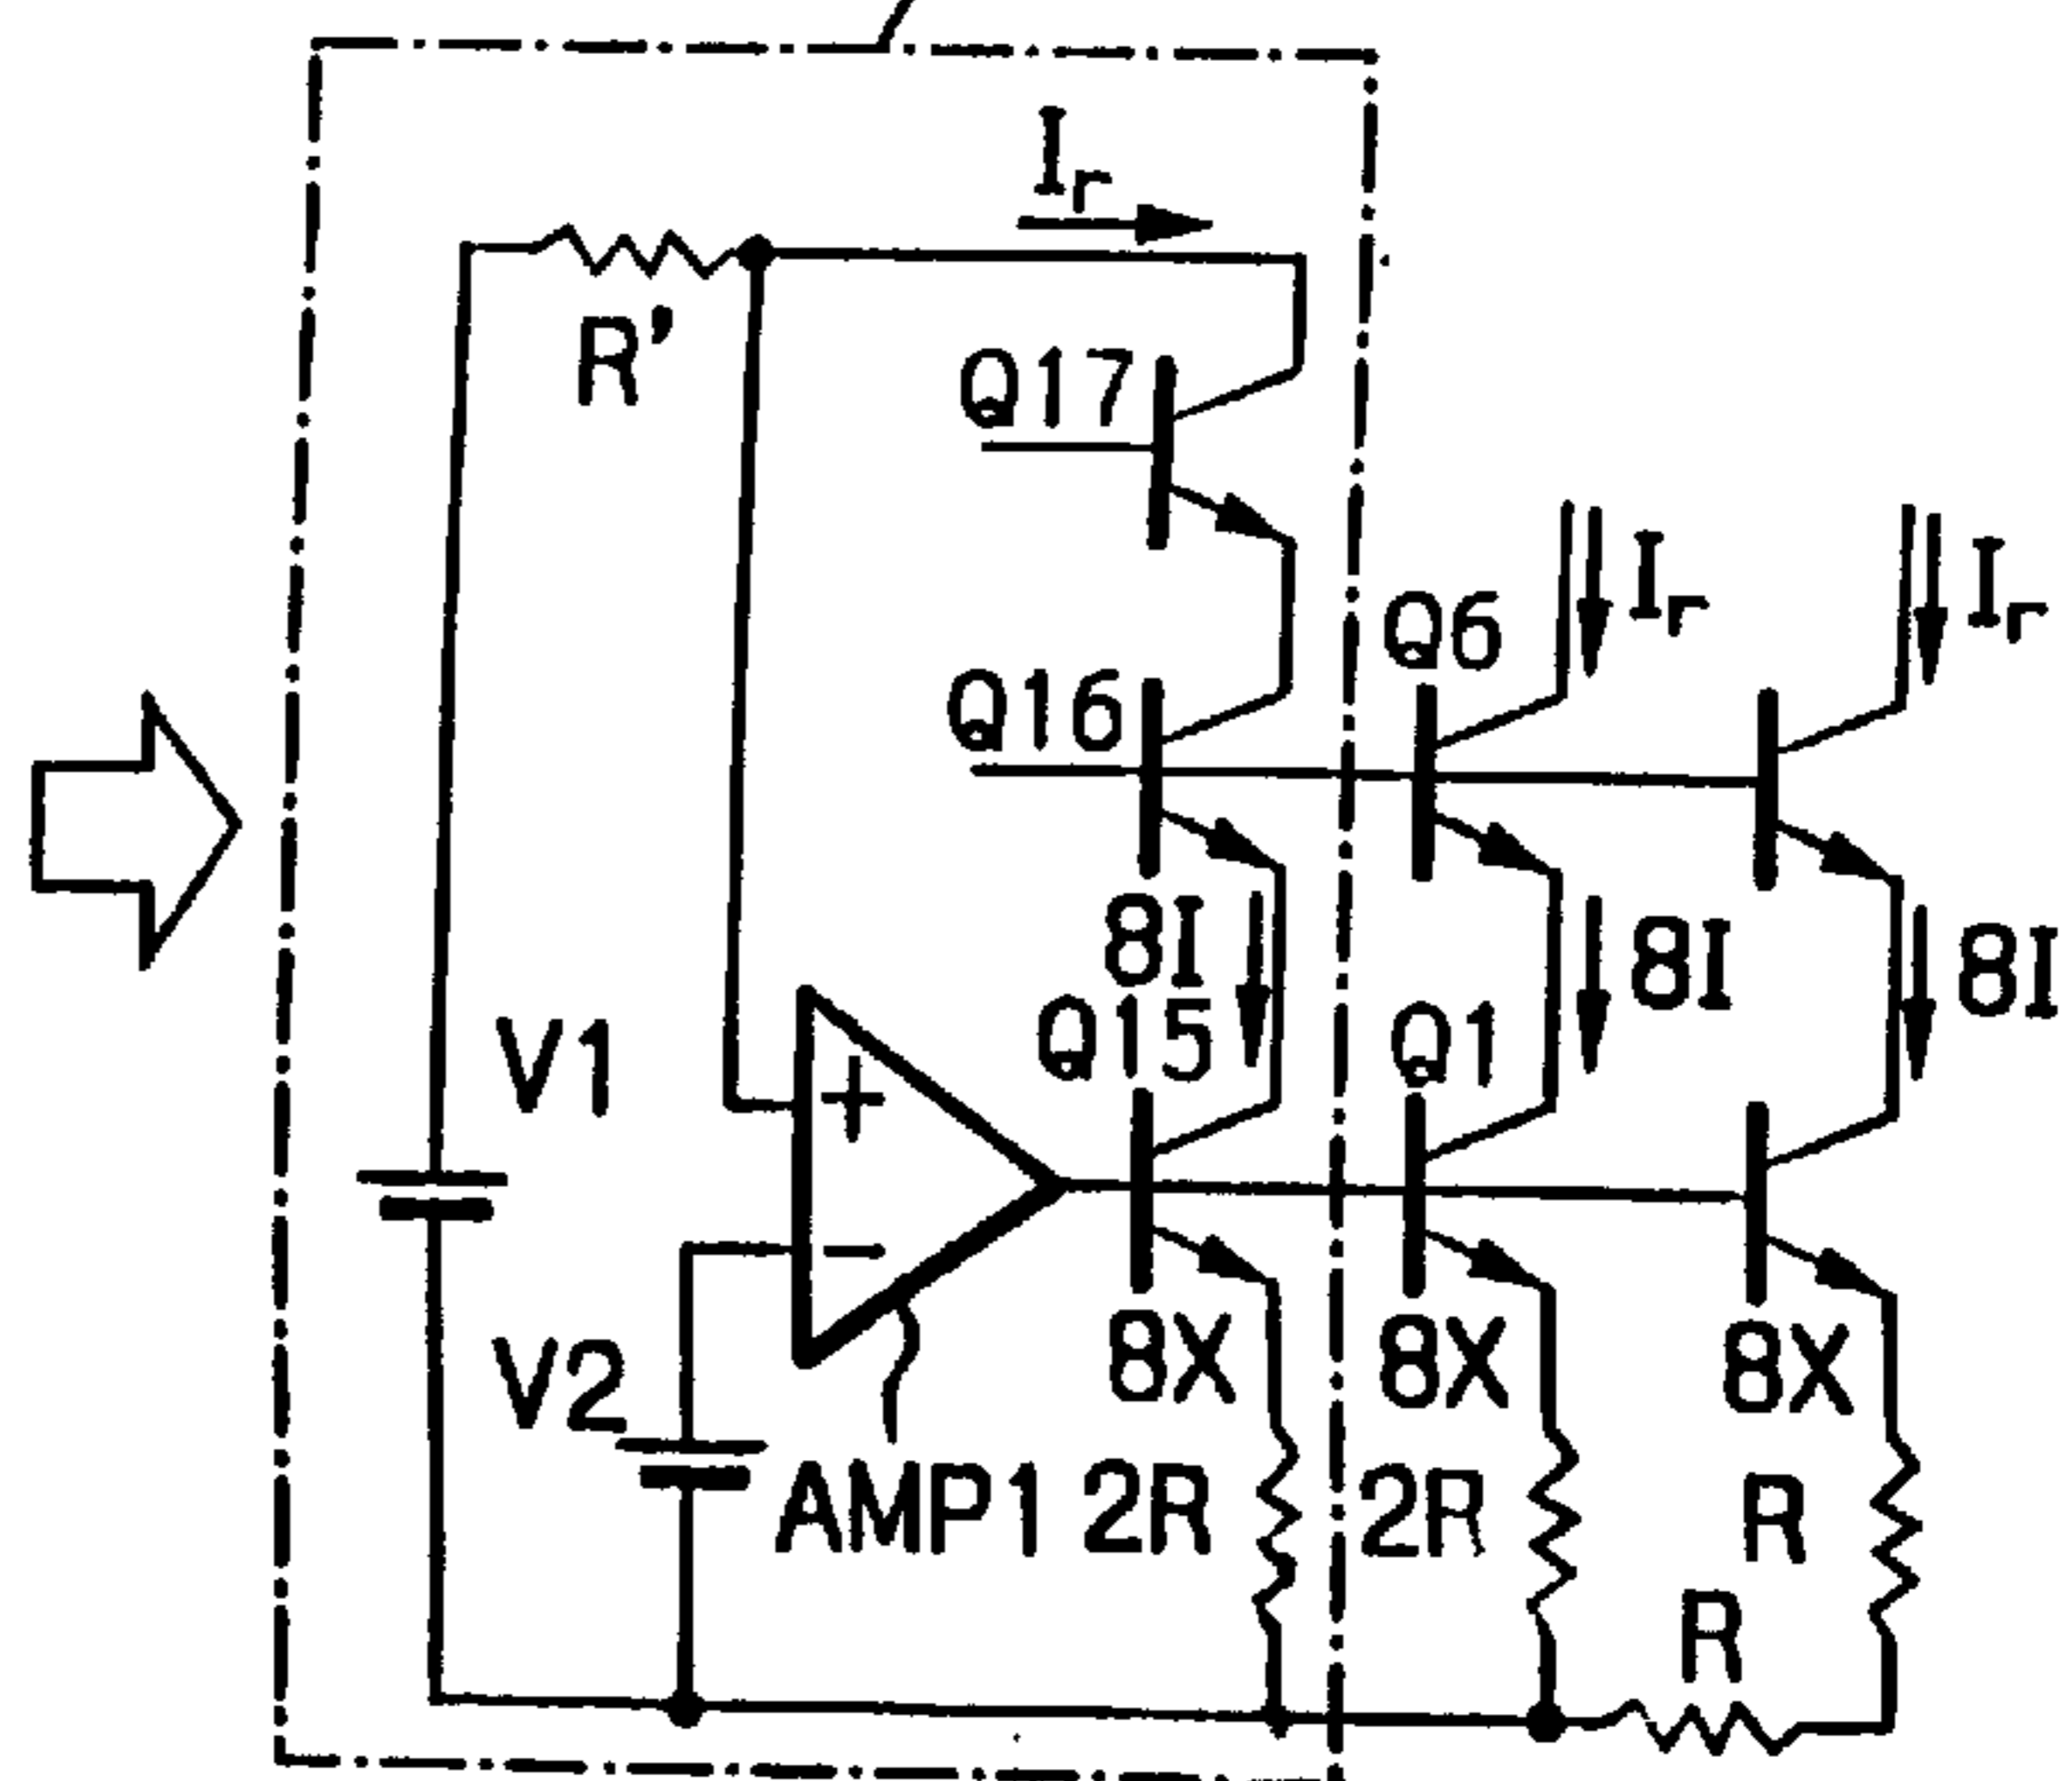 Ir
R'
Q17
Q6 Ir Ir
Q16
8I 8I 8I
V1 Q15 Q1
+
−
V2 8X 8X 8X
AMP1 2R 2R R
R